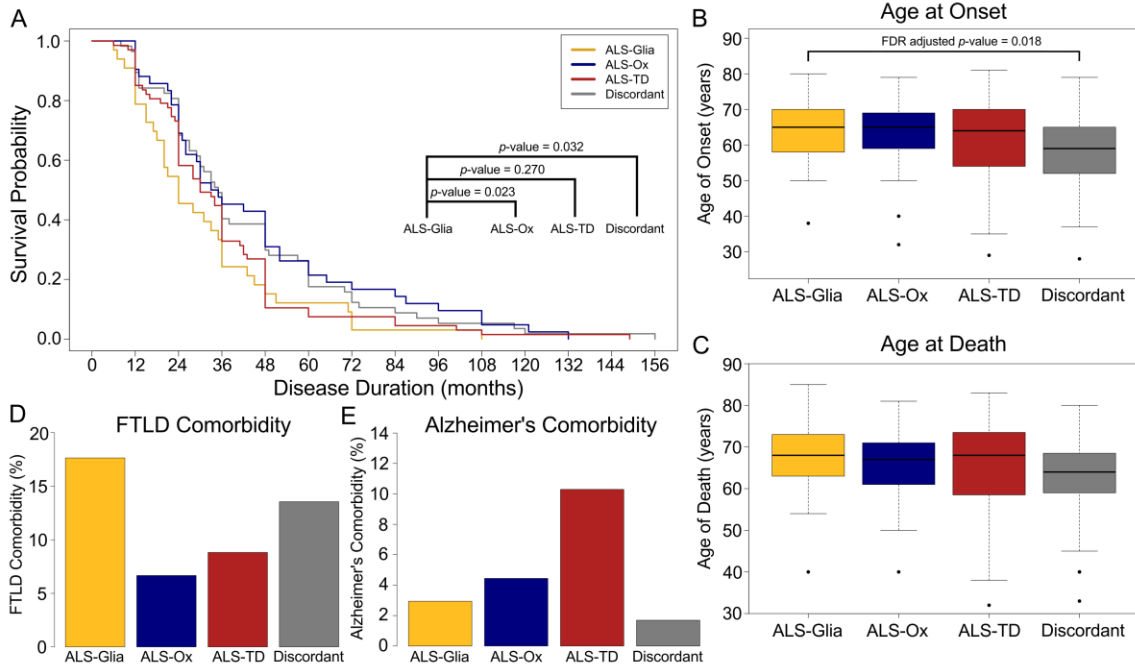 A
1.0
0.8
0.6
0.4
0.2
0.0
Survival Probability
ALS-Glia
ALS-Ox
ALS-TD
Discordant
p-value = 0.032
p-value = 0.270
p-value = 0.023
ALS-Glia ALS-Ox ALS-TD Discordant
0 12 24 36 48 60 72 84 96 108 120 132 144 156
Disease Duration (months)
B
Age at Onset
FDR adjusted p-value = 0.018
90
80
70
60
50
40
30
Age of Onset (years)
ALS-Glia ALS-Ox ALS-TD Discordant
C
Age at Death
90
80
70
60
50
40
30
Age of Death (years)
ALS-Glia ALS-Ox ALS-TD Discordant
D
FTLD Comorbidity
20
15
10
5
0
FTLD Comorbidity (%)
ALS-Glia ALS-Ox ALS-TD Discordant
E
Alzheimer's Comorbidity
14
12
10
8
6
4
2
0
Alzheimer's Comorbidity (%)
ALS-Glia ALS-Ox ALS-TD Discordant